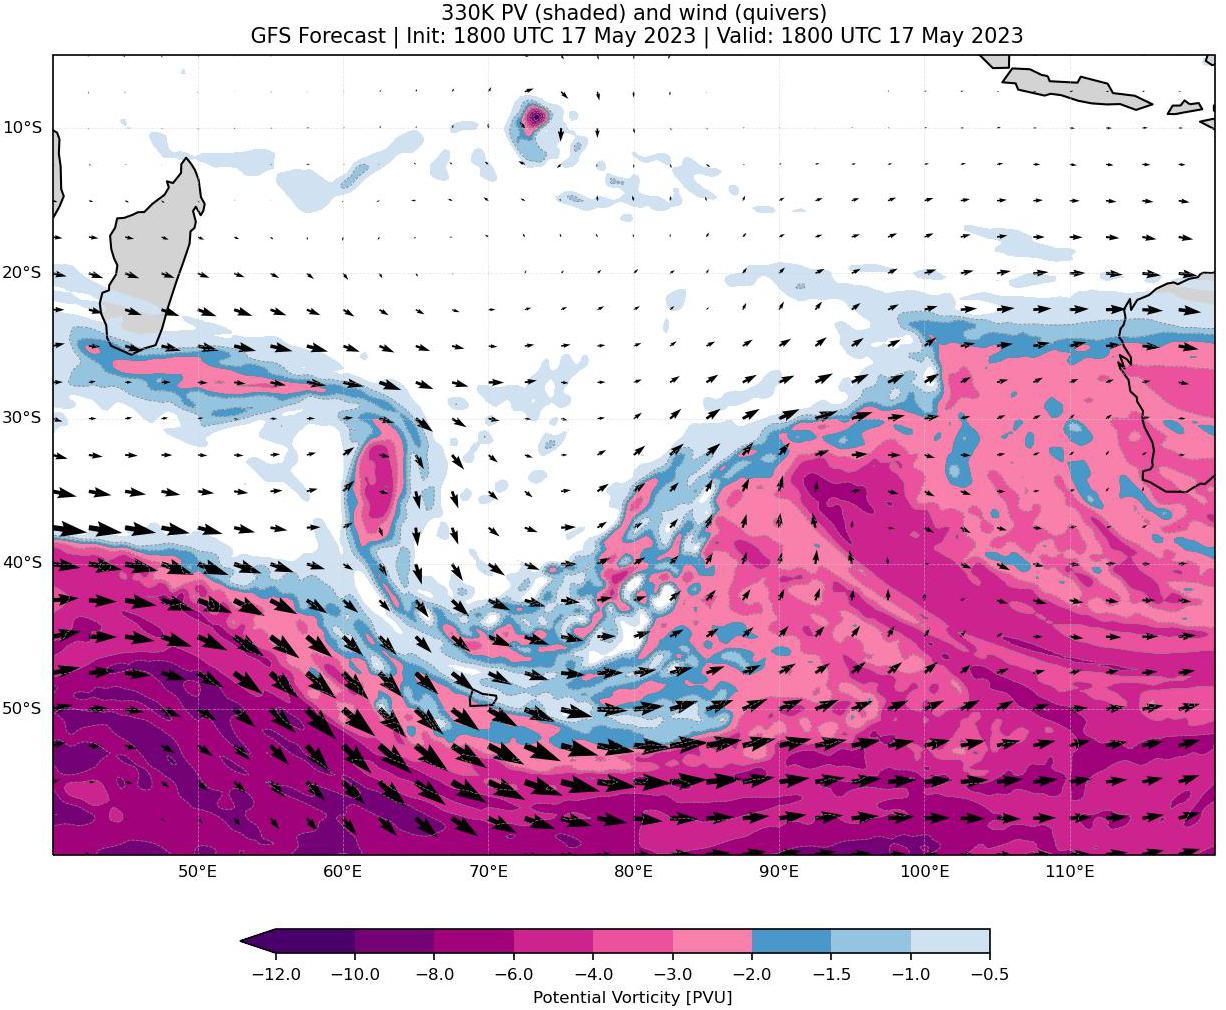 330K PV (shaded) and wind (quivers)
GFS Forecast | Init: 1800 UTC 17 May 2023 | Valid: 1800 UTC 17 May 2023
10°S
20°S
30°S
40°S
50°S
50°E 60°E 70°E 80°E 90°E 100°E 110°E
−12.0 −10.0 −8.0 −6.0 −4.0 −3.0 −2.0 −1.5 −1.0 −0.5
Potential Vorticity [PVU]